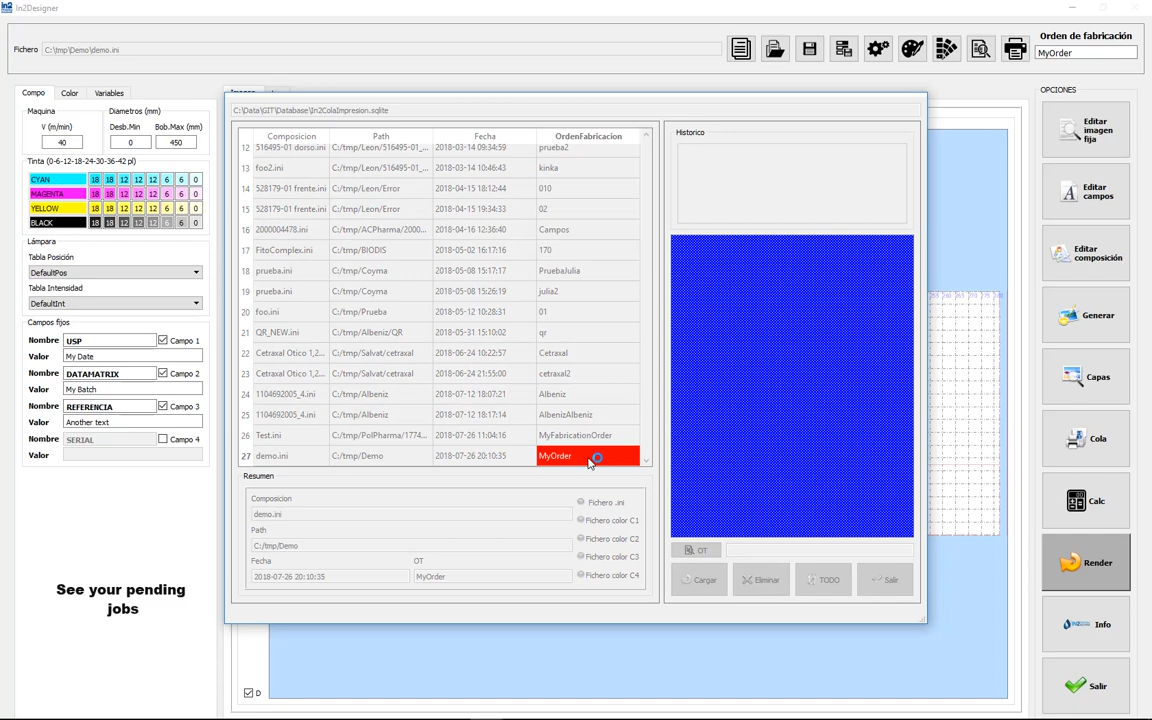 In2Designer
Fichero C:\tmp\Demo\demo.ini
Orden de fabricación
MyOrder
Compo Color Variables
Maquina
V (m/min)
40
Diametros (mm)
Desb.Min Bob.Max (mm)
0 450
Tinta (0-6-12-18-24-30-36-42 pl)
CYAN 18 18 12 12 12 6 6 0
MAGENTA 18 18 12 12 12 6 6 0
YELLOW 18 18 12 12 12 6 6 0
BLACK 18 18 12 12 12 6 6 0
Lámpara
Tabla Posición
DefaultPos
Tabla Intensidad
DefaultInt
Campos fijos
Nombre USP Campo 1
Valor My Date
Nombre DATAMATRIX Campo 2
Valor My Batch
Nombre REFERENCIA Campo 3
Valor Another text
Nombre SERIAL Campo 4
Valor
See your pending
jobs
C:\Data\GIT\Database\In2ColaImpresion.sqlite
Composicion Path Fecha OrdenFabricacion
12 516495-01 dorso.ini C:/tmp/Leon/516495-01_... 2018-03-14 09:34:59 prueba2
13 foo2.ini C:/tmp/Leon/516495-01_... 2018-03-14 10:46:43 kinka
14 528179-01 frente.ini C:/tmp/Leon/Error 2018-04-15 18:12:44 010
15 528179-01 frente.ini C:/tmp/Leon/Error 2018-04-15 19:34:33 02
16 2000004478.ini C:/tmp/ACPharma/2000... 2018-04-16 12:36:40 Campos
17 FitoComplex.ini C:/tmp/BIODIS 2018-05-02 16:17:16 170
18 prueba.ini C:/tmp/Coyma 2018-05-08 15:17:17 PruebaJulia
19 prueba.ini C:/tmp/Coyma 2018-05-08 15:26:19 julia2
20 foo.ini C:/tmp/Prueba 2018-05-12 10:28:31 01
21 QR_NEW.ini C:/tmp/Albeniz/QR 2018-05-31 15:10:02 qr
22 Cetraxal Otico 1,2... C:/tmp/Salvat/cetraxal 2018-06-24 10:22:57 Cetraxal
23 Cetraxal Otico 1,2... C:/tmp/Salvat/cetraxal 2018-06-24 21:55:00 cetraxal2
24 1104692005_4.ini C:/tmp/Albeniz 2018-07-12 18:07:21 Albeniz
25 1104692005_4.ini C:/tmp/Albeniz 2018-07-12 18:17:14 AlbenizAlbeniz
26 Test.ini C:/tmp/PolPharma/1774... 2018-07-26 11:04:16 MyFabricationOrder
27 demo.ini C:/tmp/Demo 2018-07-26 20:10:35 MyOrder
Resumen
Composicion
demo.ini
Path
C:/tmp/Demo
Fecha OT
2018-07-26 20:10:35 MyOrder
Fichero .ini
Fichero color C1
Fichero color C2
Fichero color C3
Fichero color C4
Historico
OT
Cargar Eliminar TODO Salir
D
OPCIONES
Editar
imagen
fija
Editar
campos
Editar
composición
Generar
Capas
Cola
Calc
Render
Info
Salir